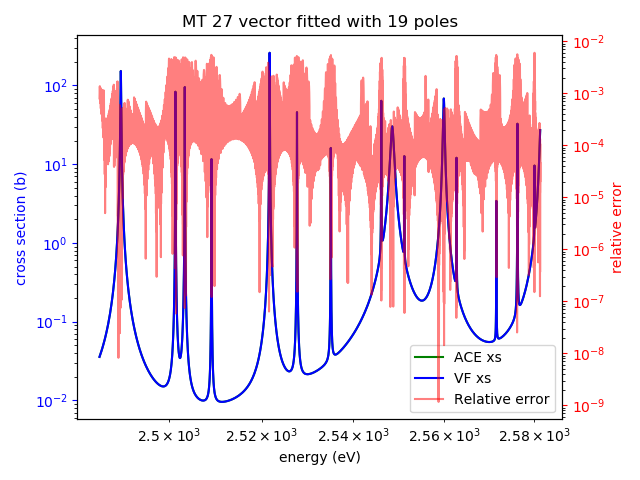 MT 27 vector fitted with 19 poles
cross section (b)
10²
10¹
10⁰
10⁻¹
10⁻²
10⁻²
10⁻³
10⁻⁴
10⁻⁵
10⁻⁶
10⁻⁷
10⁻⁸
10⁻⁹
relative error
ACE xs
VF xs
Relative error
2.5 × 10³ 2.52 × 10³ 2.54 × 10³ 2.56 × 10³ 2.58 × 10³
energy (eV)